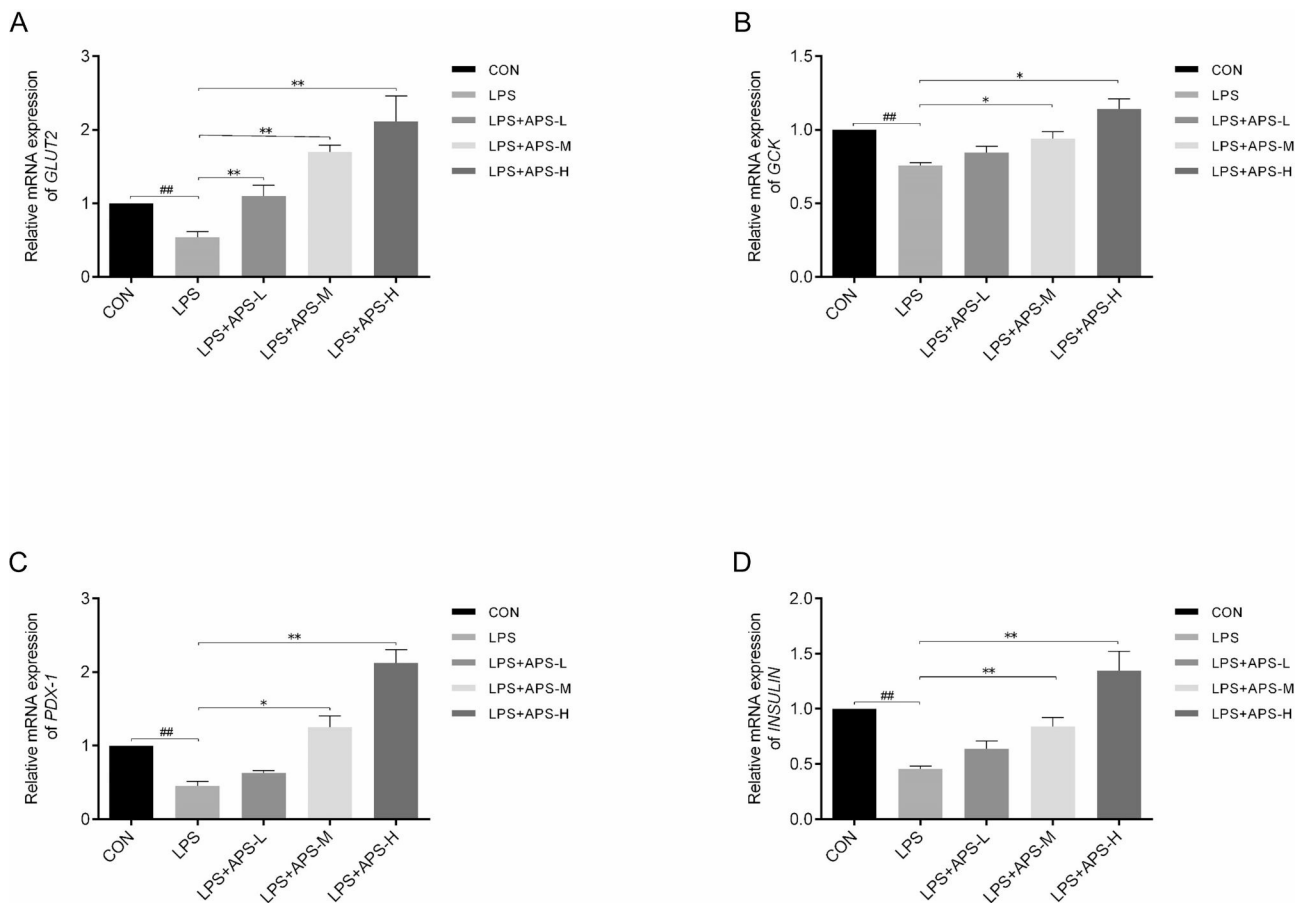 A
Relative mRNA expression
of GLUT2
3
2
1
0
##
**
**
**
CON
LPS
LPS+APS-L
LPS+APS-M
LPS+APS-H
CON
LPS
LPS+APS-L
LPS+APS-M
LPS+APS-H
B
Relative mRNA expression
of GCK
1.5
1.0
0.5
0.0
##
*
*
CON
LPS
LPS+APS-L
LPS+APS-M
LPS+APS-H
CON
LPS
LPS+APS-L
LPS+APS-M
LPS+APS-H
C
Relative mRNA expression
of PDX-1
3
2
1
0
##
*
**
CON
LPS
LPS+APS-L
LPS+APS-M
LPS+APS-H
CON
LPS
LPS+APS-L
LPS+APS-M
LPS+APS-H
D
Relative mRNA expression
of INSULIN
2.0
1.5
1.0
0.5
0.0
##
**
**
CON
LPS
LPS+APS-L
LPS+APS-M
LPS+APS-H
CON
LPS
LPS+APS-L
LPS+APS-M
LPS+APS-H